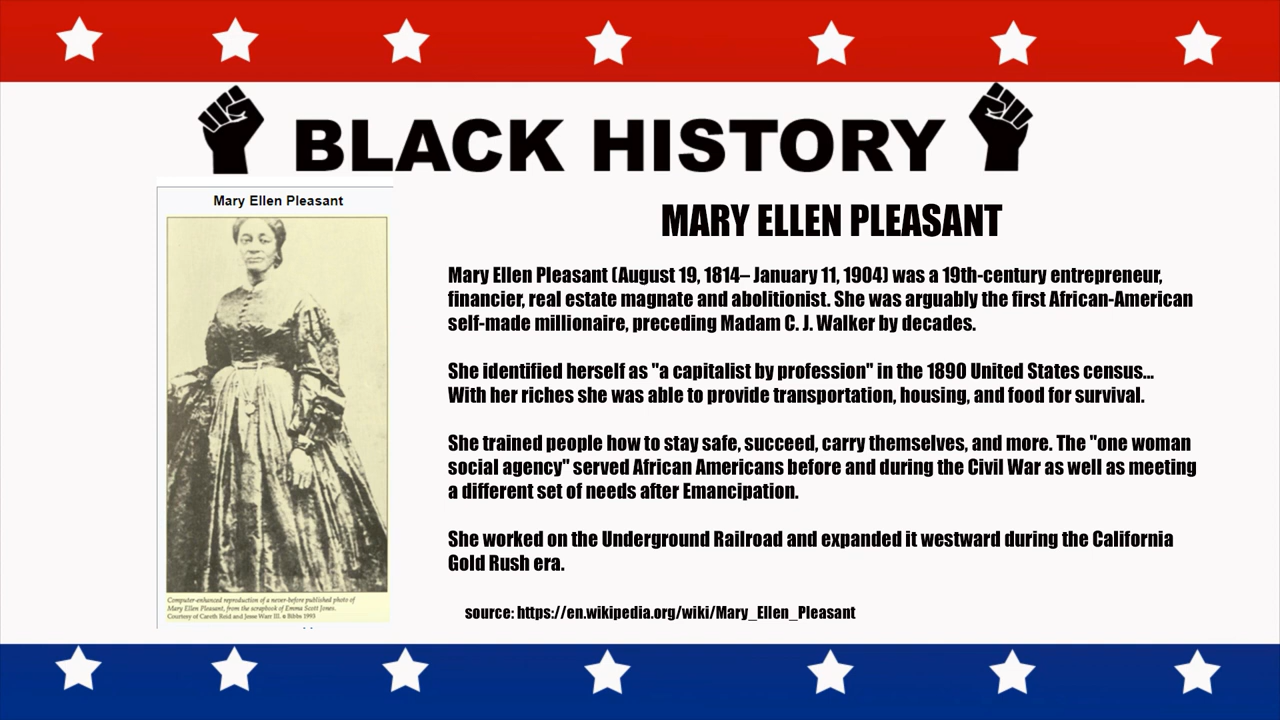 BLACK HISTORY
Mary Ellen Pleasant
Computer-enhanced reproduction of a never-before published photo of
Mary Ellen Pleasant, from the scrapbook of Emma Scott Jones.
Courtesy of Careth Reid and Jesse Warr III. © Bibbs 1993
MARY ELLEN PLEASANT
Mary Ellen Pleasant (August 19, 1814– January 11, 1904) was a 19th-century entrepreneur,
financier, real estate magnate and abolitionist. She was arguably the first African-American
self-made millionaire, preceding Madam C. J. Walker by decades.
She identified herself as "a capitalist by profession" in the 1890 United States census...
With her riches she was able to provide transportation, housing, and food for survival.
She trained people how to stay safe, succeed, carry themselves, and more. The "one woman
social agency" served African Americans before and during the Civil War as well as meeting
a different set of needs after Emancipation.
She worked on the Underground Railroad and expanded it westward during the California
Gold Rush era.
source: https://en.wikipedia.org/wiki/Mary_Ellen_Pleasant